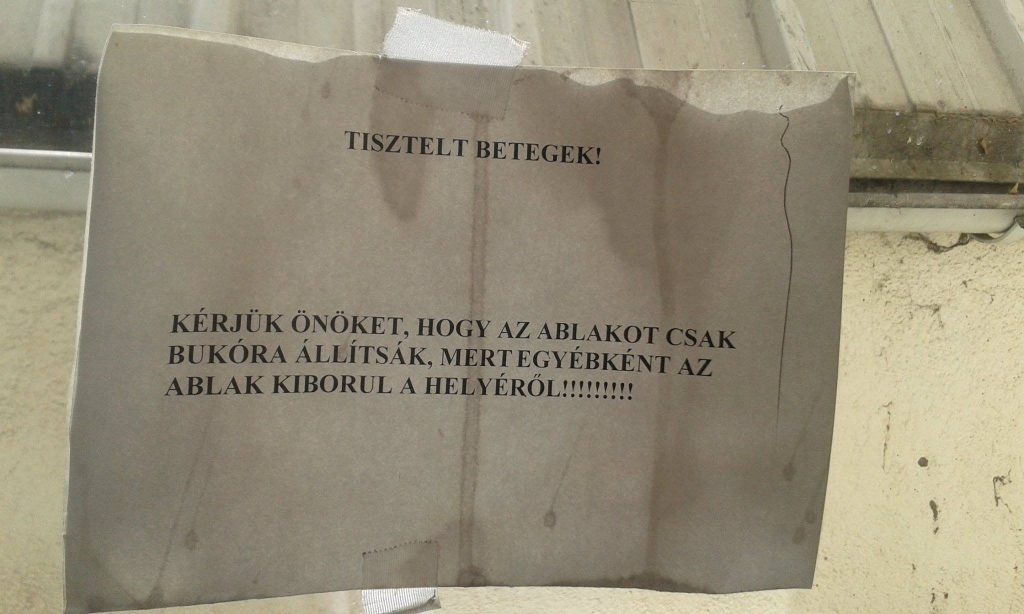 TISZTELT BETEGEK!
KÉRJÜK ÖNÖKET, HOGY AZ ABLAKOT CSAK
BUKÓRA ÁLLÍTSÁK, MERT EGYÉBKÉNT AZ
ABLAK KIBORUL A HELYÉRŐL!!!!!!!!!